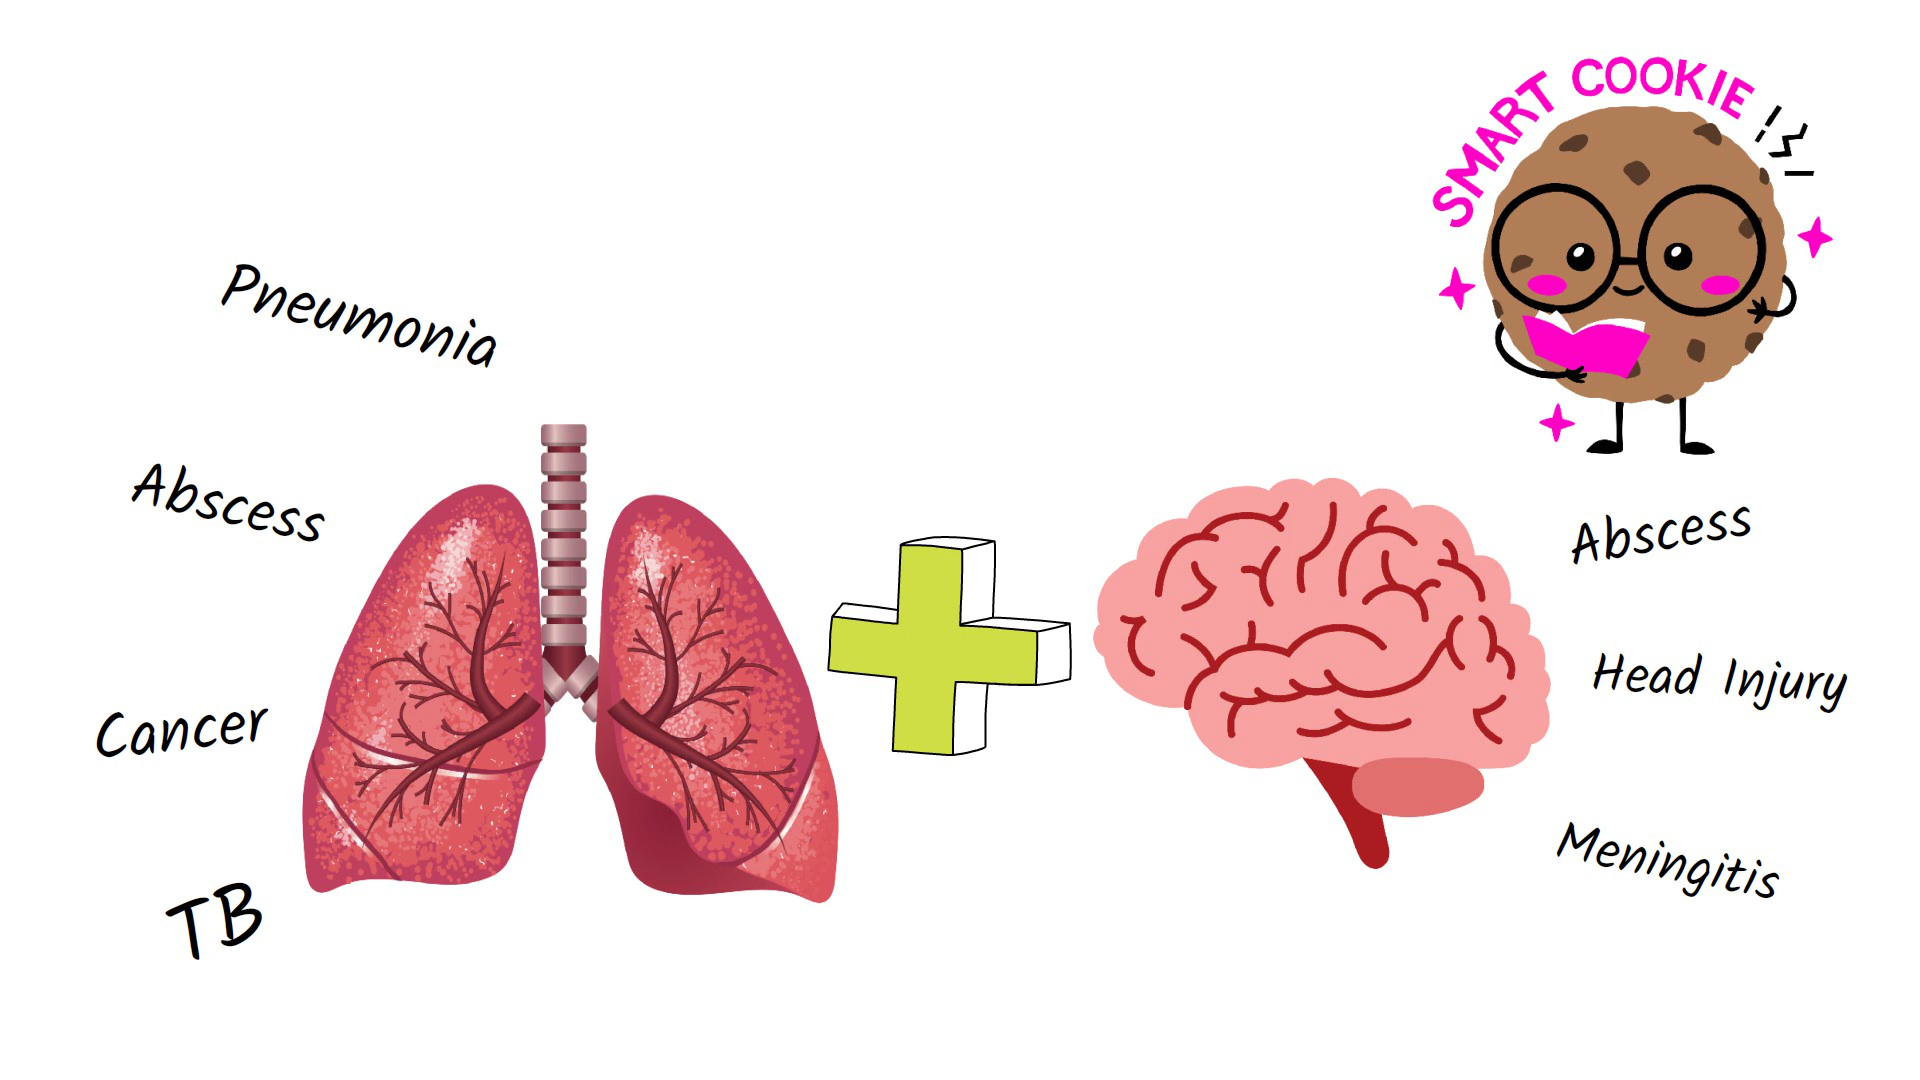 SMART COOKIE
Pneumonia
Abscess
Cancer
TB
Abscess
Head Injury
Meningitis